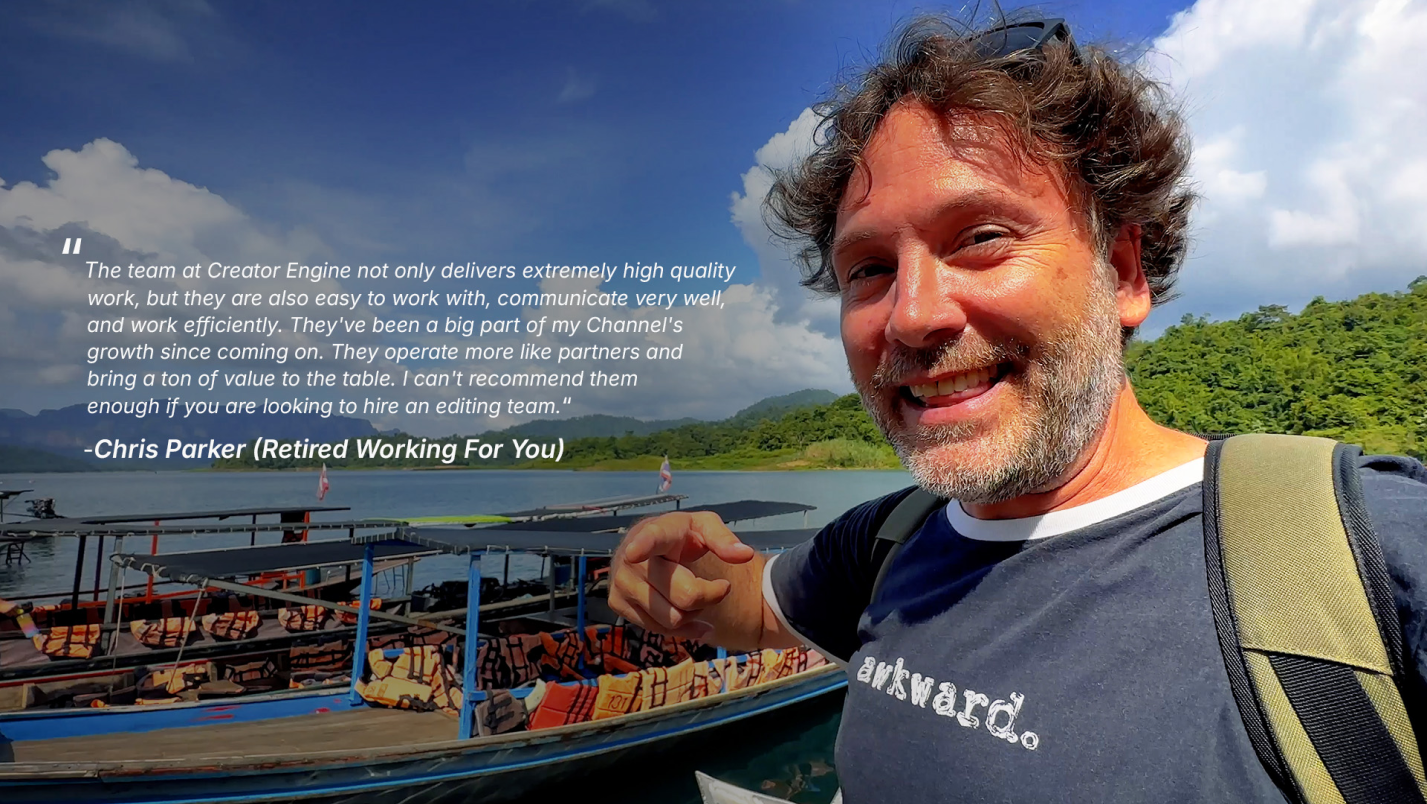 "The team at Creator Engine not only delivers extremely high quality
work, but they are also easy to work with, communicate very well,
and work efficiently. They've been a big part of my Channel's
growth since coming on. They operate more like partners and
bring a ton of value to the table. I can't recommend them
enough if you are looking to hire an editing team."
-Chris Parker (Retired Working For You)
awkward.